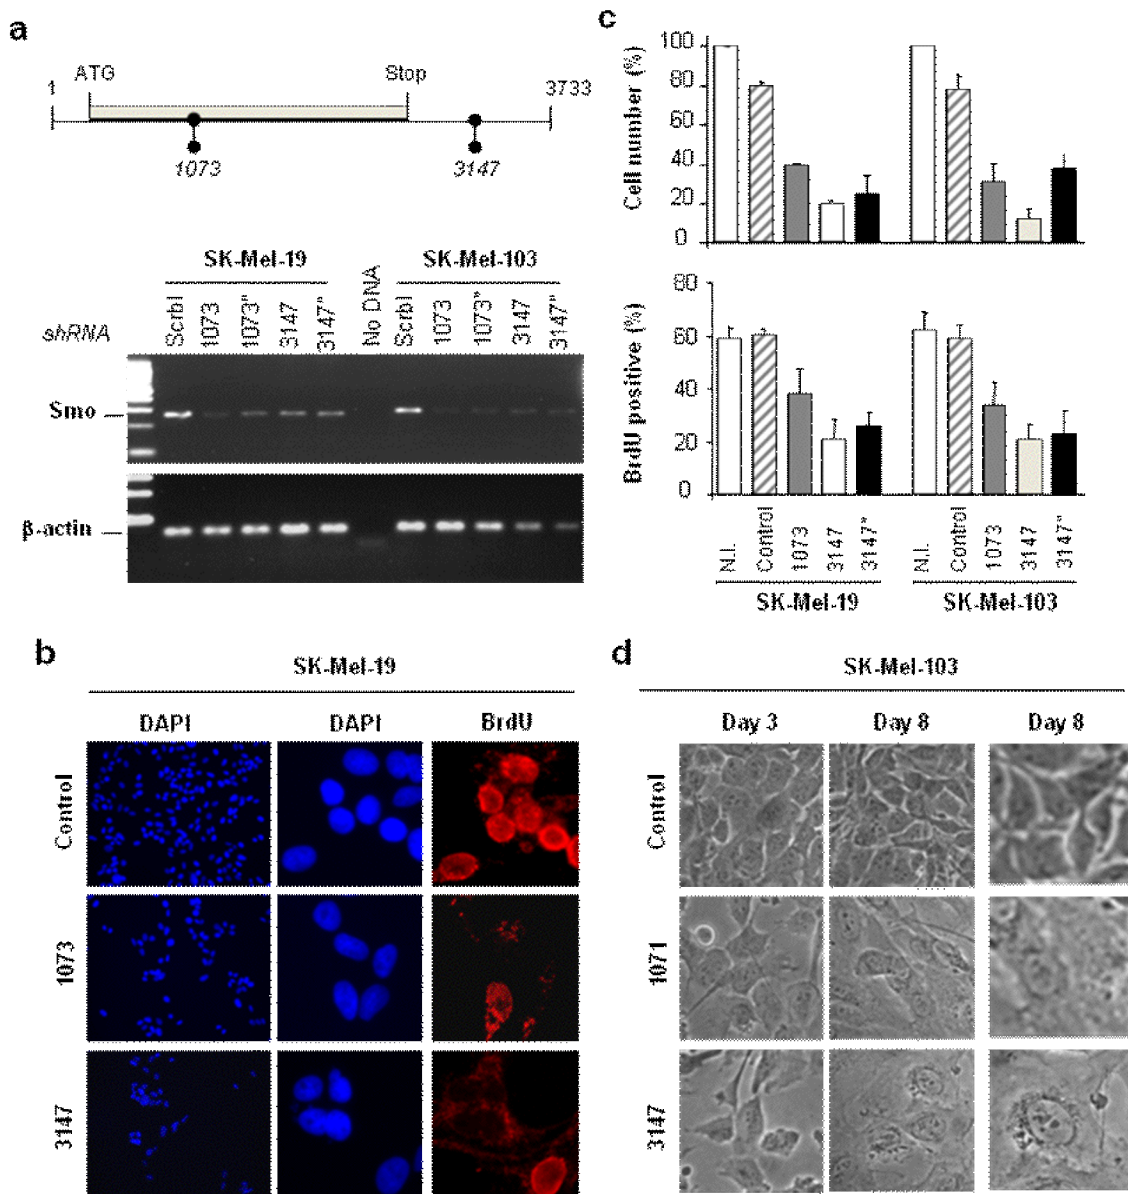 a
1
ATG
Stop
3733
1073
3147
SK-Mel-19
SK-Mel-103
shRNA
Scrbl
1073
1073"
3147
3147"
No DNA
Scrbl
1073
1073"
3147
3147"
Smo
β-actin
c
Cell number (%)
100
80
60
40
20
0
BrdU positive (%)
80
60
40
20
0
N.I.
Control
1073
3147
3147"
N.I.
Control
1073
3147
3147"
SK-Mel-19
SK-Mel-103
b
SK-Mel-19
DAPI
DAPI
BrdU
Control
1073
3147
d
SK-Mel-103
Day 3
Day 8
Day 8
Control
1071
3147